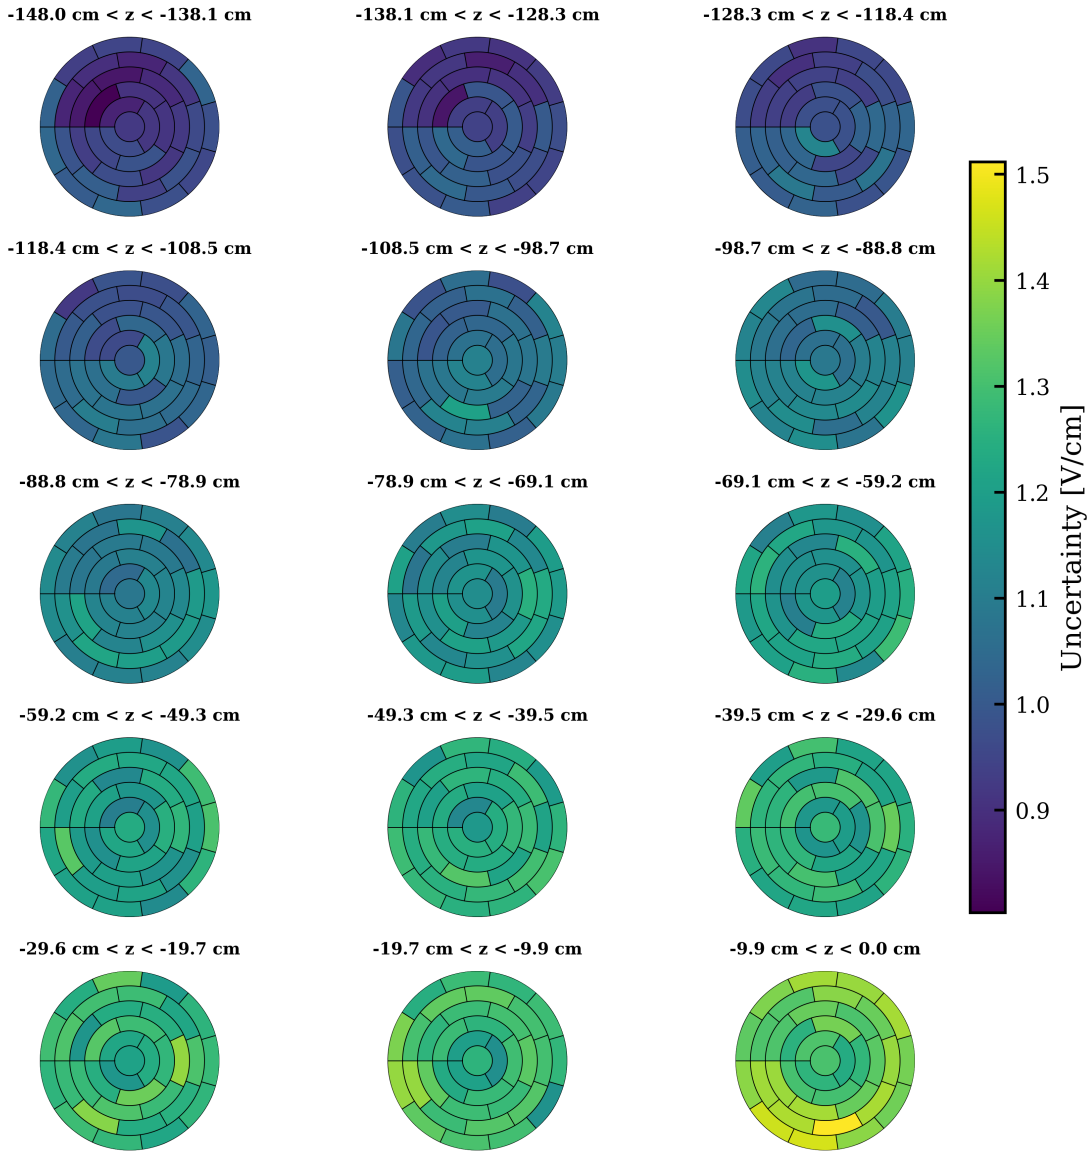 -148.0 cm < z < -138.1 cm
-138.1 cm < z < -128.3 cm
-128.3 cm < z < -118.4 cm
-118.4 cm < z < -108.5 cm
-108.5 cm < z < -98.7 cm
-98.7 cm < z < -88.8 cm
-88.8 cm < z < -78.9 cm
-78.9 cm < z < -69.1 cm
-69.1 cm < z < -59.2 cm
-59.2 cm < z < -49.3 cm
-49.3 cm < z < -39.5 cm
-39.5 cm < z < -29.6 cm
-29.6 cm < z < -19.7 cm
-19.7 cm < z < -9.9 cm
-9.9 cm < z < 0.0 cm
1.5
1.4
1.3
1.2
1.1
1.0
0.9
Uncertainty [V/cm]